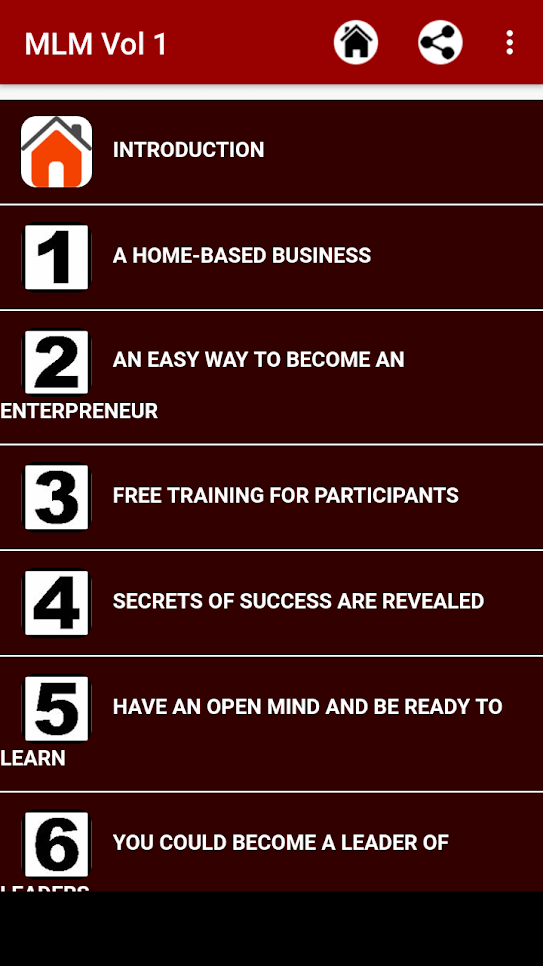 MLM Vol 1
INTRODUCTION
1 A HOME-BASED BUSINESS
2 AN EASY WAY TO BECOME AN
ENTERPRENEUR
3 FREE TRAINING FOR PARTICIPANTS
4 SECRETS OF SUCCESS ARE REVEALED
5 HAVE AN OPEN MIND AND BE READY TO
LEARN
6 YOU COULD BECOME A LEADER OF
LEADERS